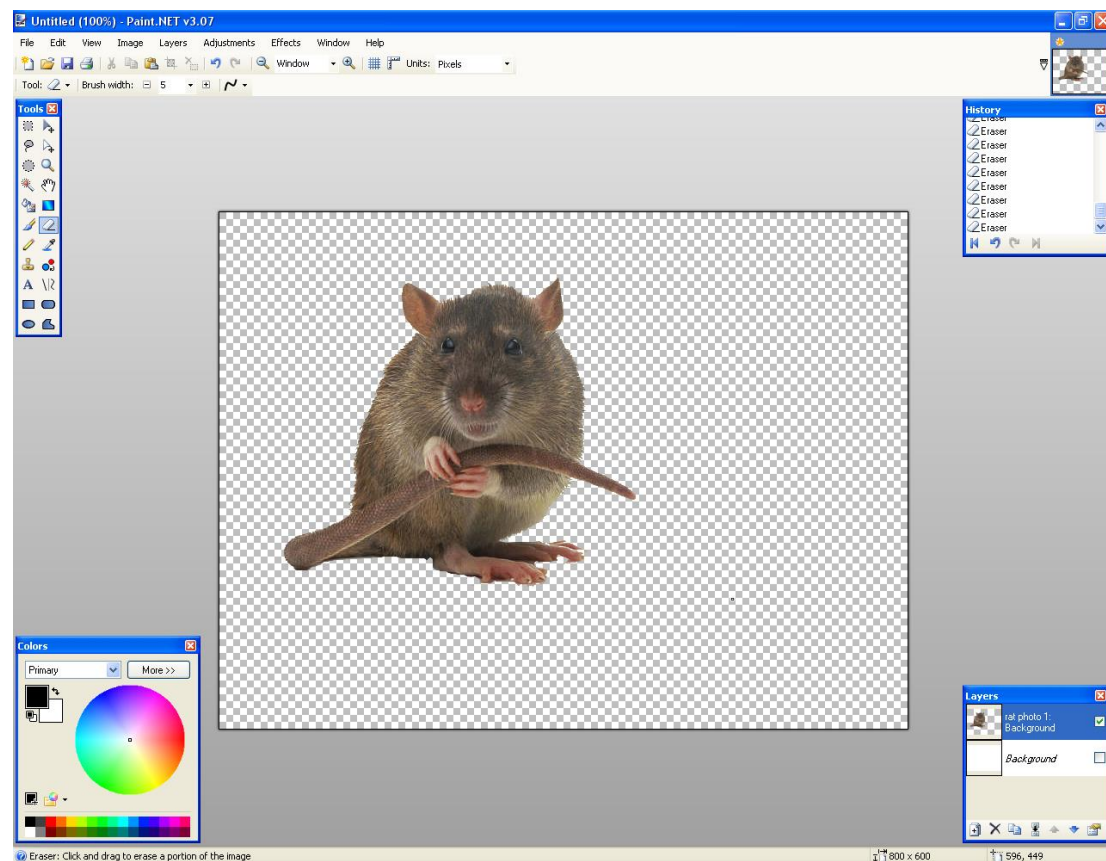 Untitled (100%) - Paint.NET v3.07
File Edit View Image Layers Adjustments Effects Window Help
Window Units: Pixels
Tool: Brush width: 5
Tools
History
Eraser
Eraser
Eraser
Eraser
Eraser
Eraser
Eraser
Eraser
Eraser
Colors
Primary More >>
Layers
rat photo 1:
Background
Background
Eraser: Click and drag to erase a portion of the image 800 x 600 596, 449